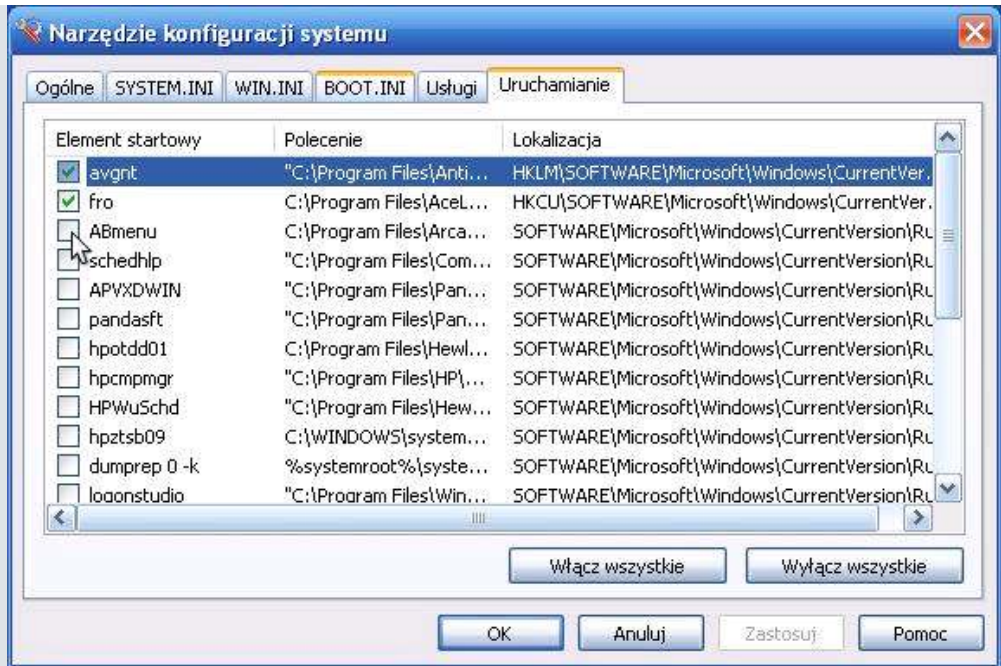 Narzędzie konfiguracji systemu
Ogólne SYSTEM.INI WIN.INI BOOT.INI Usługi Uruchamianie
Element startowy Polecenie Lokalizacja
avgnt "C:\Program Files\Anti... HKLM\SOFTWARE\Microsoft\Windows\CurrentVer.
fro C:\Program Files\AceL... HKCU\SOFTWARE\Microsoft\Windows\CurrentVer.
ABmenu C:\Program Files\Arca... SOFTWARE\Microsoft\Windows\CurrentVersion\Ru
schedhlp "C:\Program Files\Com... SOFTWARE\Microsoft\Windows\CurrentVersion\Ru
APVXDWIN "C:\Program Files\Pan... SOFTWARE\Microsoft\Windows\CurrentVersion\Ru
pandasft "C:\Program Files\Pan... SOFTWARE\Microsoft\Windows\CurrentVersion\Ru
hpotdd01 C:\Program Files\Hewl... SOFTWARE\Microsoft\Windows\CurrentVersion\Ru
hpcmpmgr "C:\Program Files\HP\... SOFTWARE\Microsoft\Windows\CurrentVersion\Ru
HPWuSchd "C:\Program Files\Hew... SOFTWARE\Microsoft\Windows\CurrentVersion\Ru
hpztsb09 C:\WINDOWS\system... SOFTWARE\Microsoft\Windows\CurrentVersion\Ru
dumprep 0 -k %systemroot%\syste... SOFTWARE\Microsoft\Windows\CurrentVersion\Ru
logonstudio "C:\Program Files\Win... SOFTWARE\Microsoft\Windows\CurrentVersion\Ru
Włącz wszystkie Wyłącz wszystkie
OK Anuluj Zastosuj Pomoc